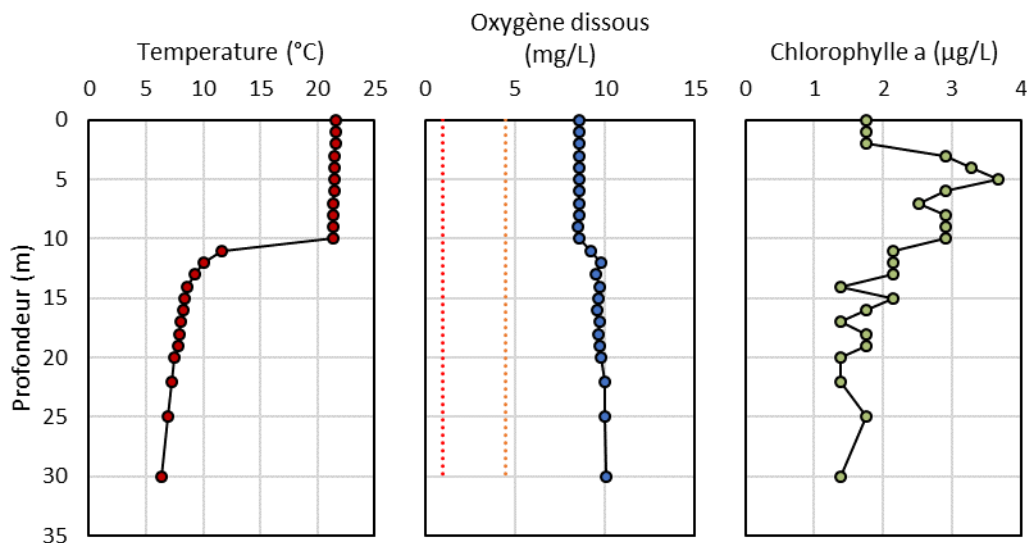 Temperature (°C)
0 5 10 15 20 25
Oxygène dissous
(mg/L)
0 5 10 15
Chlorophylle a (µg/L)
0 1 2 3 4
Profondeur (m)
0
5
10
15
20
25
30
35